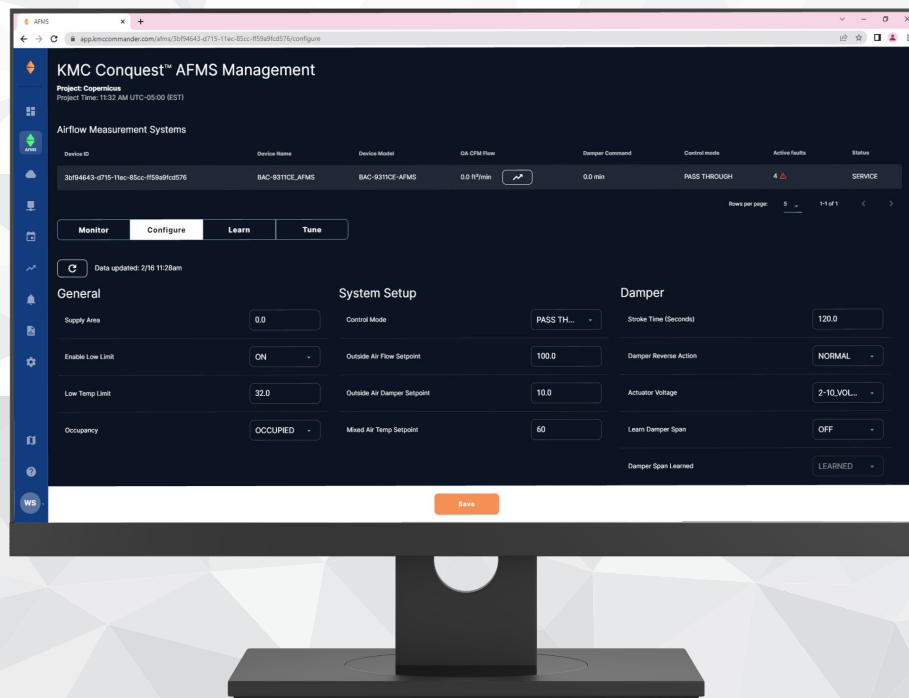 AFMS
app.kmccommander.com/afms/3bf94643-d715-11ec-85cc-ff59a9fcd576/configure
KMC Conquest™ AFMS Management
Project: Copernicus
Project Time: 11:32 AM UTC-05:00 (EST)
AFMS
Airflow Measurement Systems
Device ID Device Name Device Model OA CFM Flow Damper Command Control mode Active faults Status
3bf94643-d715-11ec-85cc-ff59a9fcd576 BAC-9311CE_AFMS BAC-9311CE-AFMS 0.0 ft³/min 0.0 min PASS THROUGH 4 SERVICE
Rows per page: 5 1-1 of 1
Monitor Configure Learn Tune
Data updated: 2/16 11:28am
General System Setup Damper
Supply Area 0.0 Control Mode PASS TH... Stroke Time (Seconds) 120.0
Enable Low Limit ON Outside Air Flow Setpoint 100.0 Damper Reverse Action NORMAL
Low Temp Limit 32.0 Outside Air Damper Setpoint 10.0 Actuator Voltage 2-10_VOL...
Occupancy OCCUPIED Mixed Air Temp Setpoint 60 Learn Damper Span OFF
Damper Span Learned LEARNED
WS
Save